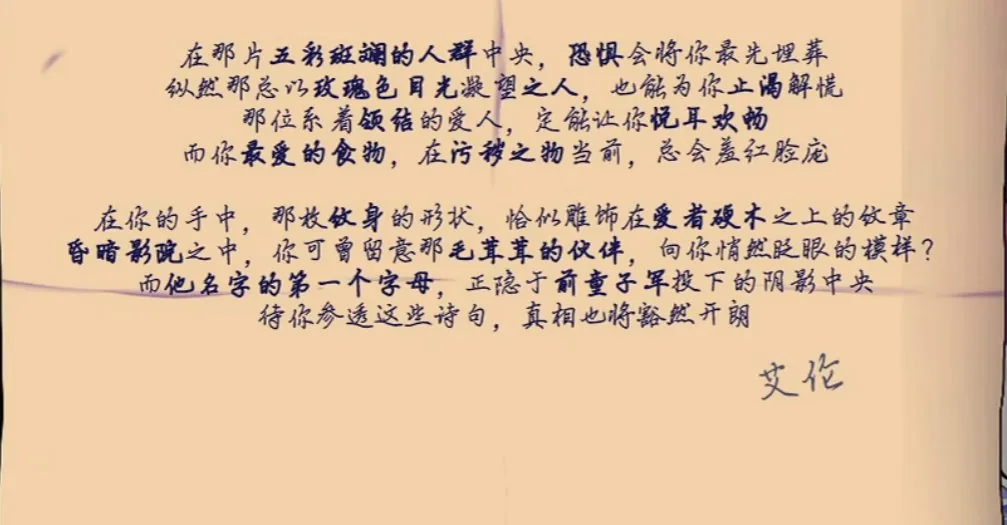 在那片五彩斑斓的人群中央，恐惧会将你最先埋葬
纵然那总以玫瑰色目光凝望之人，也能为你止渴解慌
那位系着领结的爱人，定能让你悦耳欢畅
而你最爱的食物，在污秽之物当前，总会羞红脸庞
在你的手中，那枚纹身的形状，恰似雕饰在爱者硬木之上的纹章
昏暗影院之中，你可曾留意那毛茸茸的伙伴，向你悄然眨眼的模样？
而他名字的第一个字母，正隐于前童子军投下的阴影中央
待你参透这些诗句，真相也将豁然开朗
艾伦